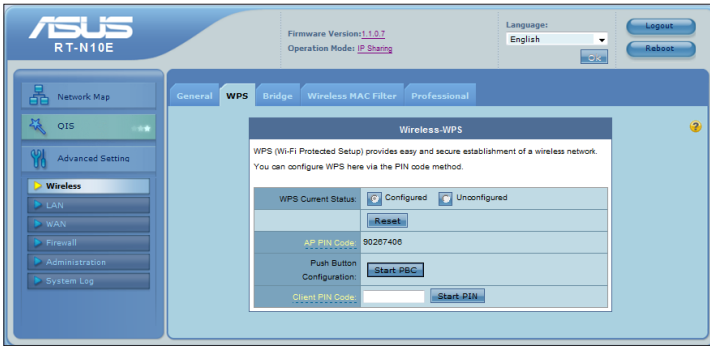 ASUS
RT-N10E
Firmware Version:1.1.0.7
Operation Mode: IP Sharing
Language:
English
OK
Logout
Reboot
Network Map
OIS
Advanced Setting
Wireless
LAN
WAN
Firewall
Administration
System Log
General WPS Bridge Wireless MAC Filter Professional
Wireless-WPS
WPS (Wi-Fi Protected Setup) provides easy and secure establishment of a wireless network.
You can configure WPS here via the PIN code method.
WPS Current Status: Configured Unconfigured
Reset
AP PIN Code: 90267406
Push Button
Configuration: Start PBC
Client PIN Code: Start PIN